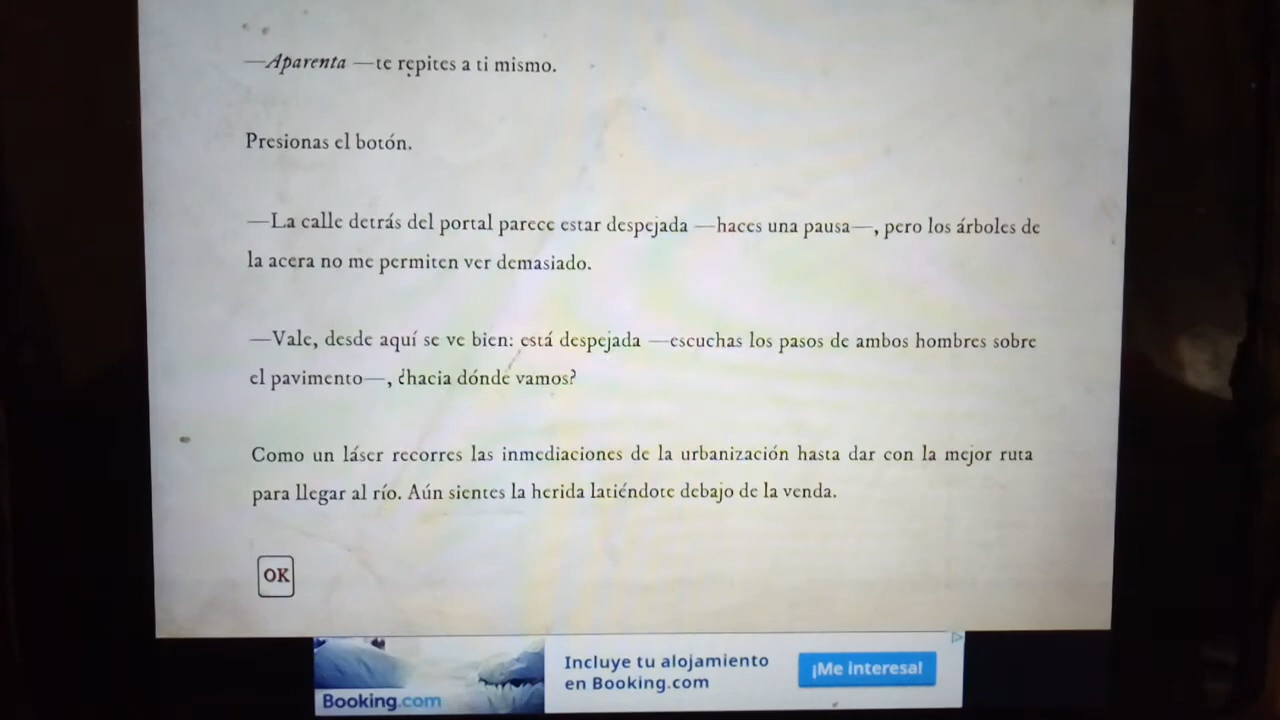 —Aparenta —te repites a ti mismo.
Presionas el botón.
—La calle detrás del portal parece estar despejada —haces una pausa—, pero los árboles de
la acera no me permiten ver demasiado.
—Vale, desde aquí se ve bien: está despejada —escuchas los pasos de ambos hombres sobre
el pavimento—, ¿hacia dónde vamos?
Como un láser recorres las inmediaciones de la urbanización hasta dar con la mejor ruta
para llegar al río. Aún sientes la herida latiéndote debajo de la venda.
OK
Incluye tu alojamiento
en Booking.com
¡Me interesa!
Booking.com